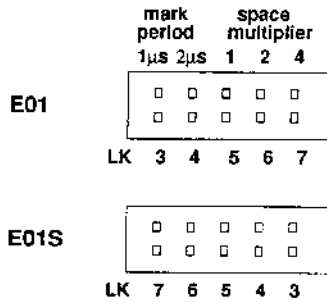 mark space
period multiplier
1µs 2µs 1 2 4
E01
LK 3 4 5 6 7
E01S
LK 7 6 5 4 3